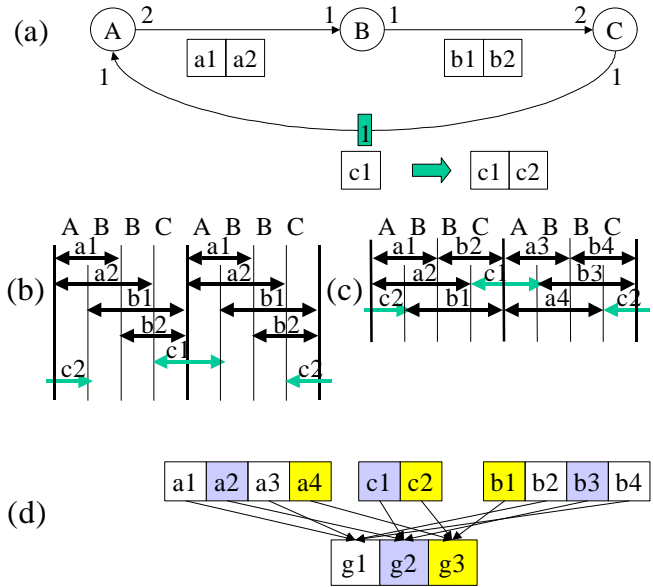 (a)
A 2 1 B 1 2 C
a1 a2 b1 b2
1 1
1
c1 c1 c2
A B B C A B B C
a1 a1
a2 a2
(b)
b1 b1
b2 b2
c1
c2 c2
A B B C A B B C
a1 b2 a3 b4
a2 c1 b3
(c)
c2 b1 a4 c2
a1 a2 a3 a4 c1 c2 b1 b2 b3 b4
(d)
g1 g2 g3